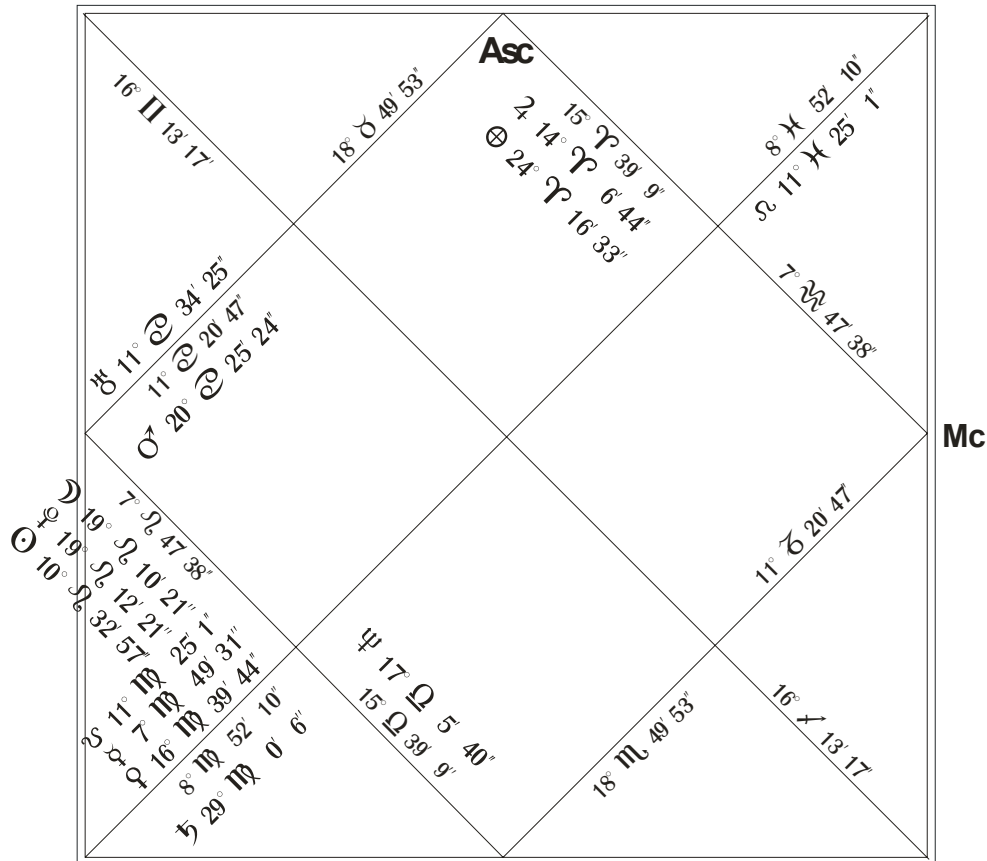 Asc
16° ♊ 13' 17"
18° ♉ 49' 53"
15° ♈ 39' 9"
♃ 14° ♈ 6' 44"
⊗ 24° ♈ 16' 33"
8° ♓ 52' 10"
☊ 11° ♓ 25' 1"
7° ♒ 47' 38"
♅ 11° ♋ 34' 25"
11° ♋ 20' 47"
♂ 20° ♋ 25' 24"
Mc
7° ♌ 47' 38"
☽ 19° ♌ 10' 21"
♇ 19° ♌ 12' 21"
☉ 10° ♌ 32' 57"
☋ 11° ♍ 25' 1"
☿ 7° ♍ 49' 31"
♀ 16° ♍ 39' 44"
8° ♍ 52' 10"
♄ 29° ♍ 0' 6"
♆ 17° ♎ 5' 40"
15° ♎ 39' 9"
11° ♑ 20' 47"
18° ♏ 49' 53"
16° ♐ 13' 17"